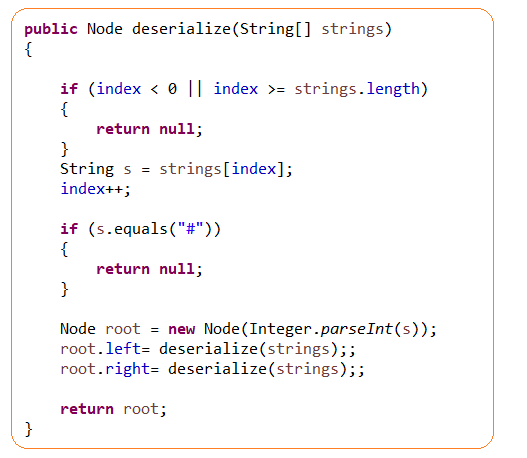 public Node deserialize(String[] strings)
{
if (index < 0 || index >= strings.length)
{
return null;
}
String s = strings[index];
index++;
if (s.equals("#"))
{
return null;
}
Node root = new Node(Integer.parseInt(s));
root.left= deserialize(strings);;
root.right= deserialize(strings);;
return root;
}